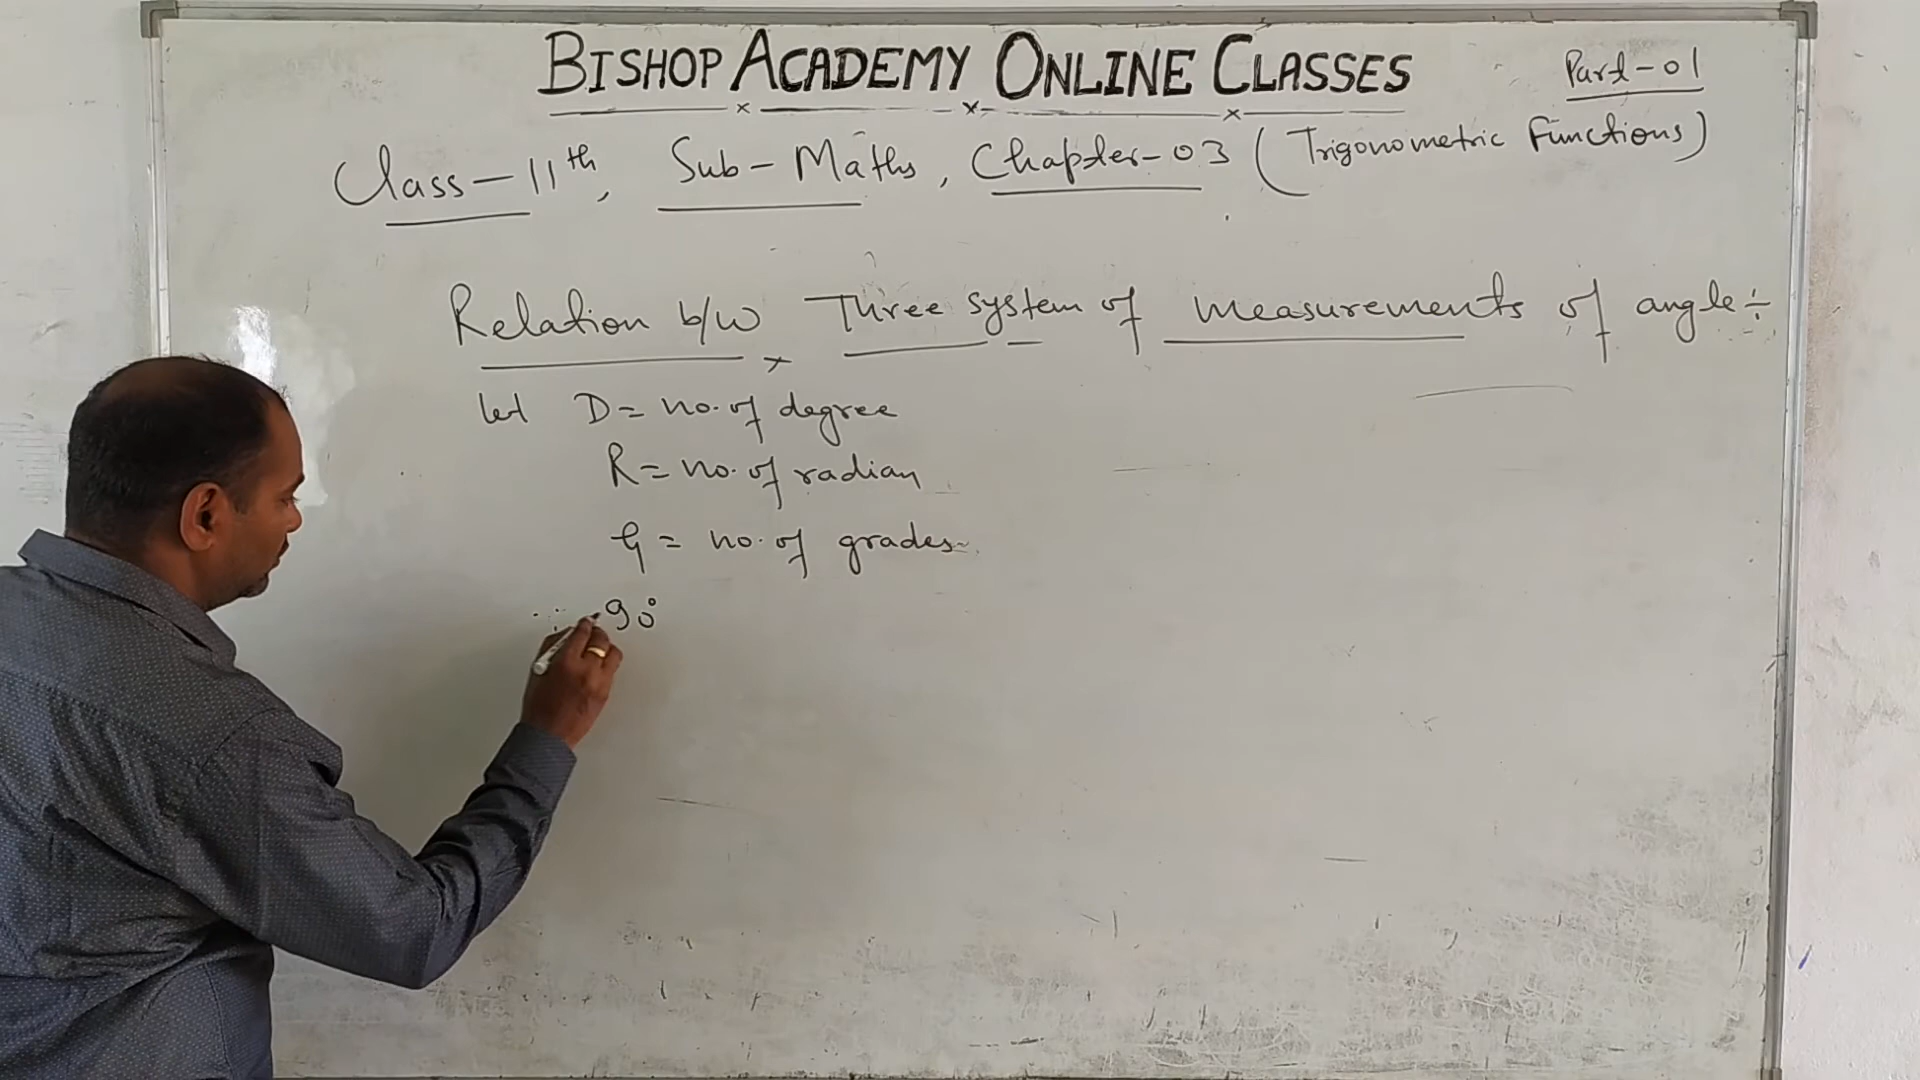 BISHOP ACADEMY ONLINE CLASSES
Part-01
Class-11th, Sub-Maths, Chapter-03 (Trigonometric Functions)
Relation b/w Three system of measurements of angle÷
let D= no. of degree
R= no. of radian
G = no. of grades
∵ 90°